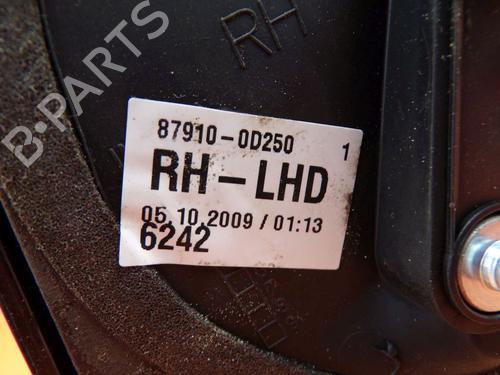 B-PARTS
RH
87910-0D250
1
RH-LHD
05.10.2009 / 01:13
6242